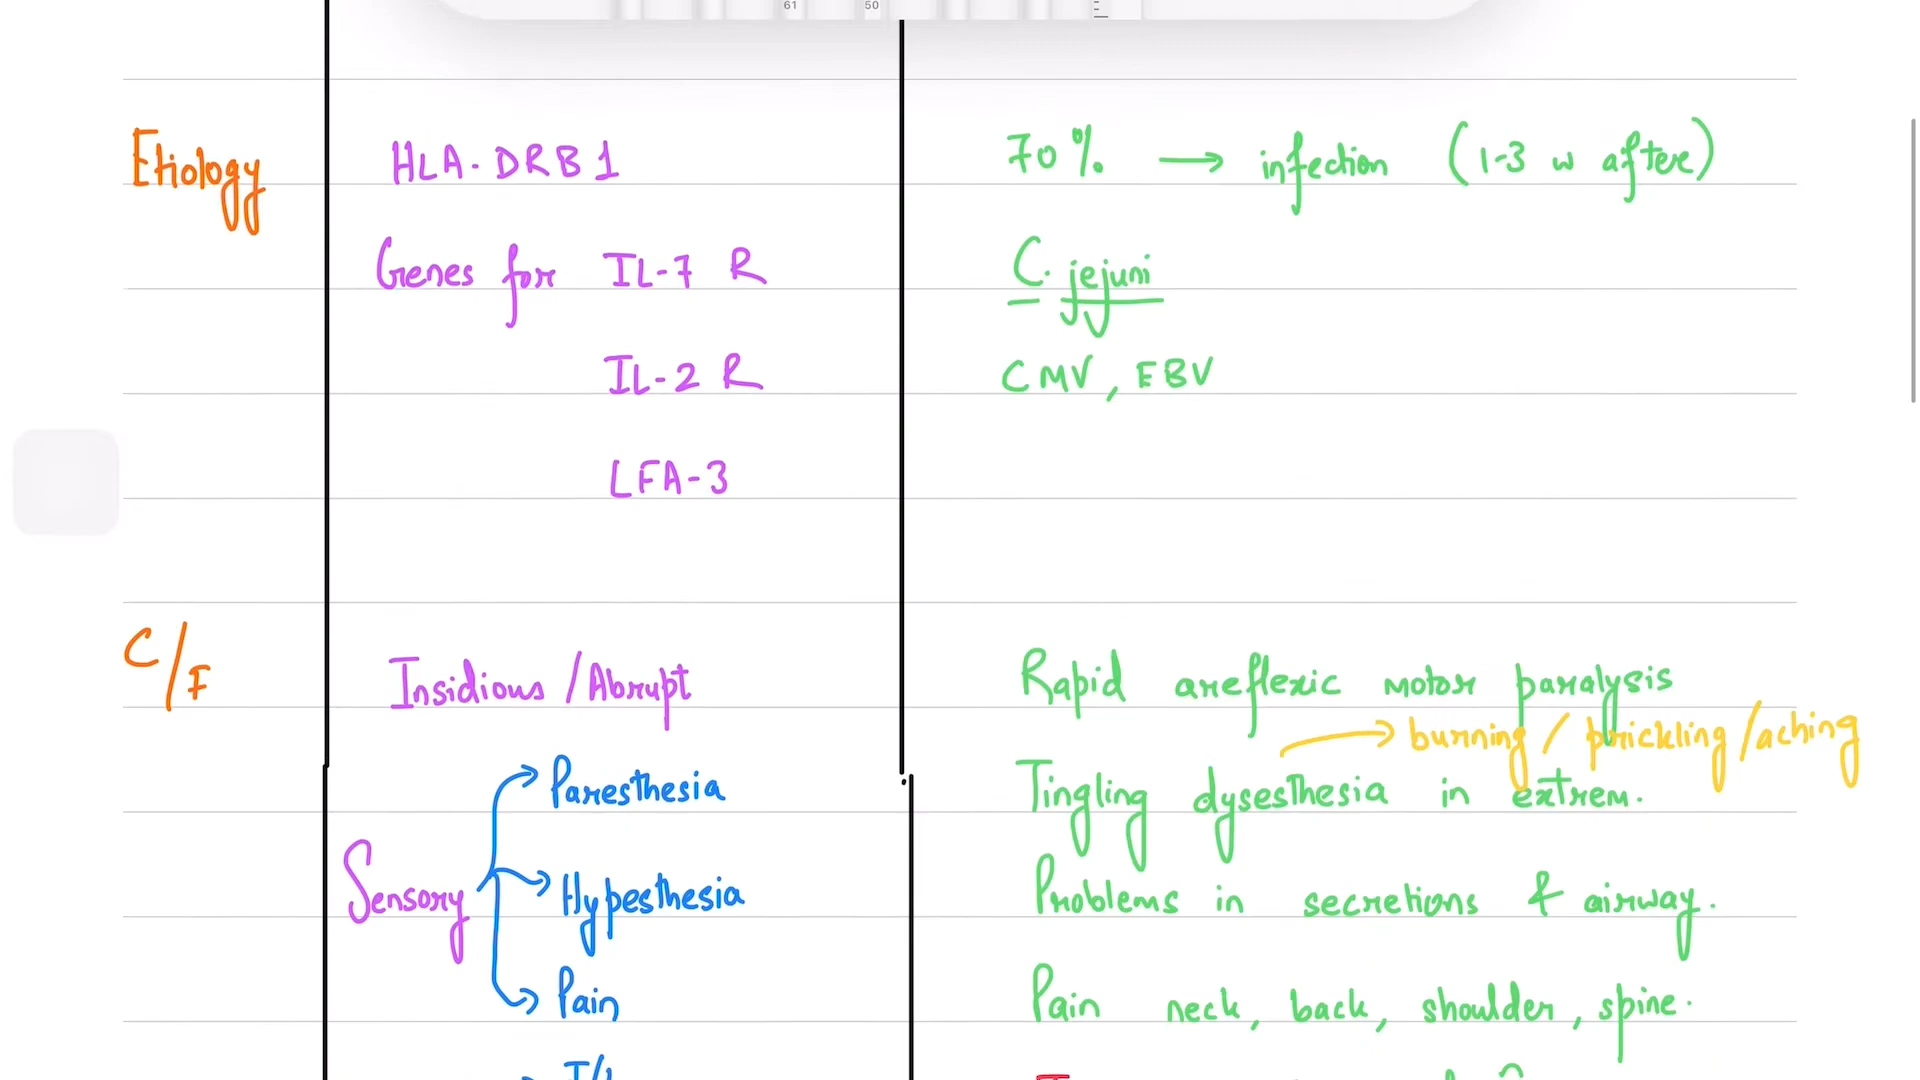 61 50
Etiology HLA-DRB1 70% → infection (1-3 w after)
Genes for IL-7 R C. jejuni
IL-2 R CMV, EBV
LFA-3
C/F Insidious /Abrupt Rapid areflexic motor paralysis
→ burning / prickling /aching
→ Paresthesia Tingling dysesthesia in extrem.
Sensory → Hypesthesia Problems in secretions & airway.
→ Pain Pain neck, back, shoulder, spine.